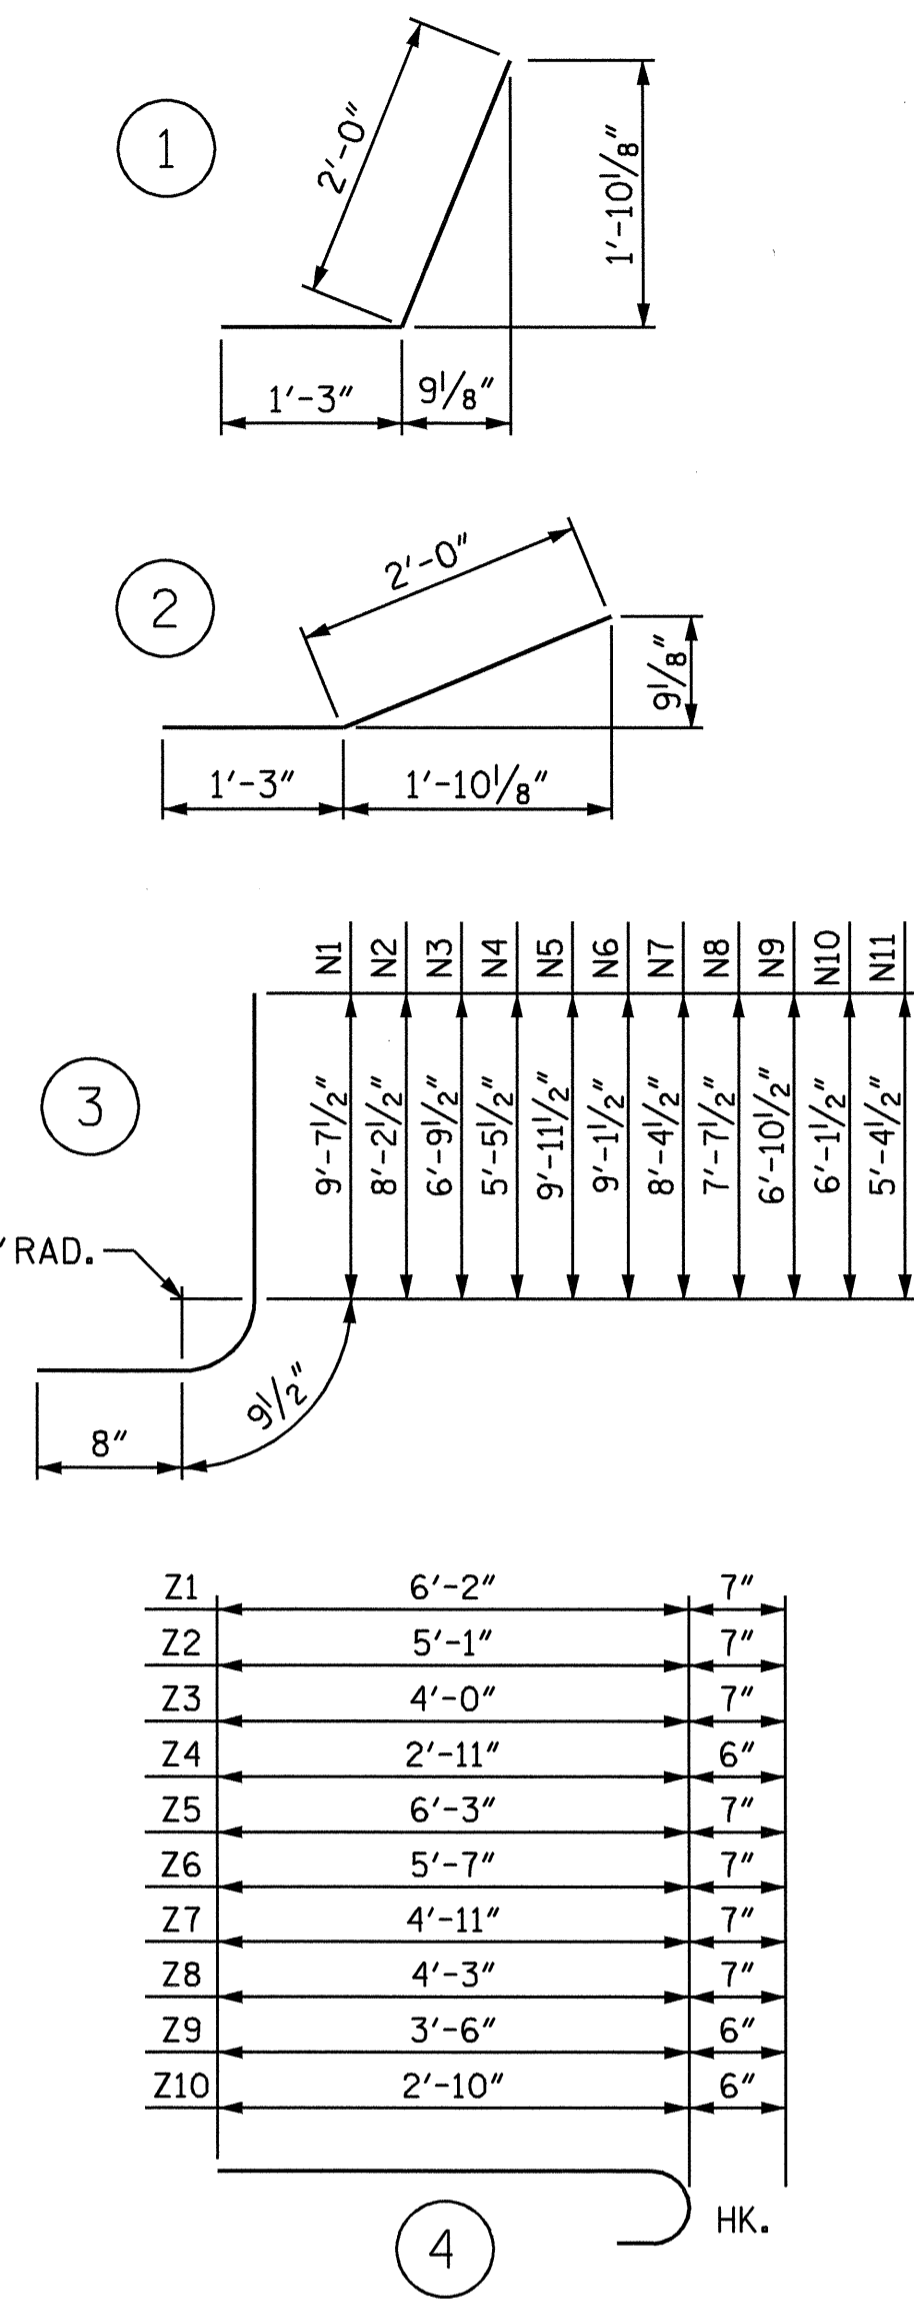 1
2'-0"
1'-10 1/8"
1'-3"
9 1/8"
2
2'-0"
9 1/8"
1'-3"
1'-10 1/8"
3
N1
N2
N3
N4
N5
N6
N7
N8
N9
N10
N11
9'-7 1/2"
8'-2 1/2"
6'-9 1/2"
5'-5 1/2"
9'-11 1/2"
9'-1 1/2"
8'-4 1/2"
7'-7 1/2"
6'-10 1/2"
6'-1 1/2"
5'-4 1/2"
RAD.
9 1/2"
8"
Z1 6'-2" 7"
Z2 5'-1" 7"
Z3 4'-0" 7"
Z4 2'-11" 6"
Z5 6'-3" 7"
Z6 5'-7" 7"
Z7 4'-11" 7"
Z8 4'-3" 7"
Z9 3'-6" 6"
Z10 2'-10" 6"
HK.
4